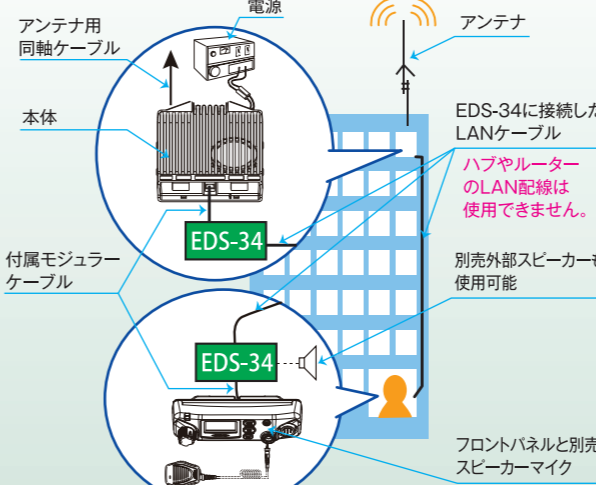 電源
アンテナ用
同軸ケーブル
アンテナ
本体
EDS-34に接続した
LANケーブル
ハブやルーター
のLAN配線は
使用できません。
EDS-34
付属モジュラー
ケーブル
別売外部スピーカーも
使用可能
EDS-34
フロントパネルと別売
スピーカーマイク